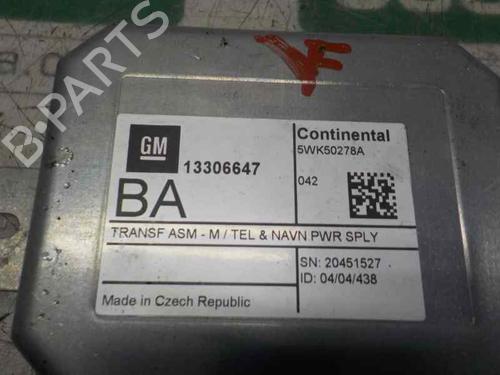 B-PARTS
GM
13306647
BA
Continental
5WK50278A
042
TRANSF ASM - M / TEL & NAVN PWR SPLY
SN: 20451527
ID: 04/04/438
Made in Czech Republic